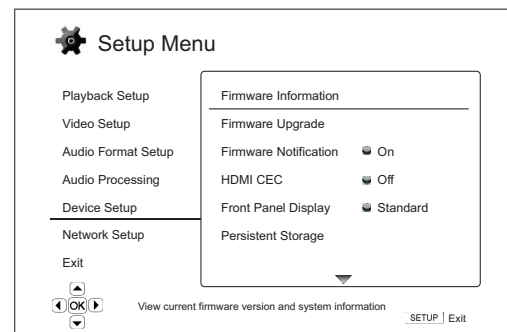 Setup Menu
Playback Setup
Video Setup
Audio Format Setup
Audio Processing
Device Setup
Network Setup
Exit
Firmware Information
Firmware Upgrade
Firmware Notification On
HDMI CEC Off
Front Panel Display Standard
Persistent Storage
OK
View current firmware version and system information
SETUP Exit